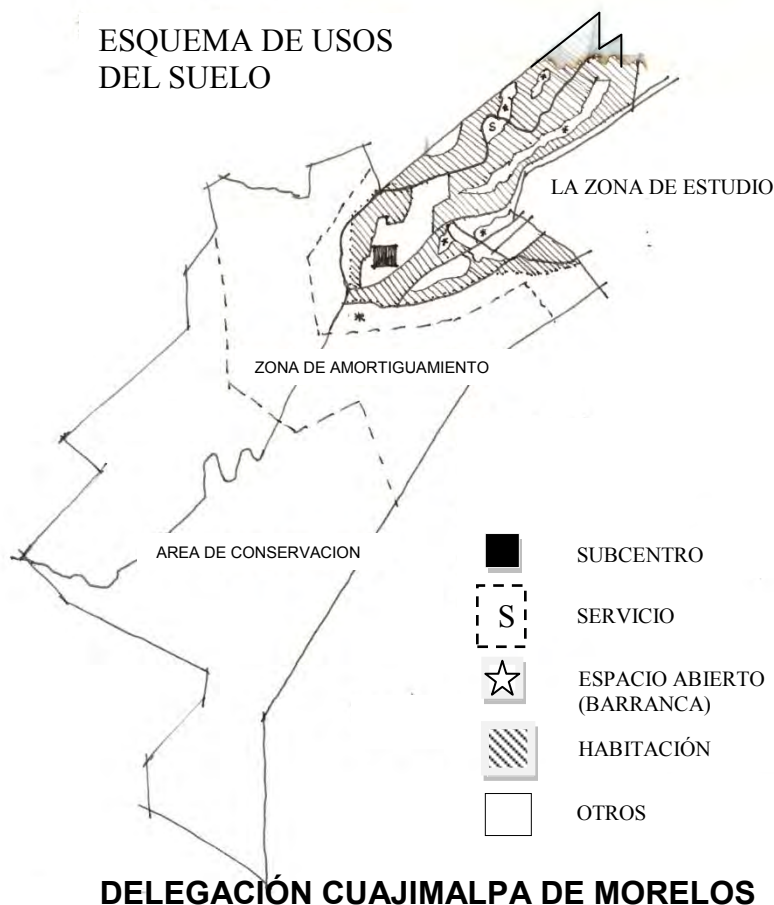 ESQUEMA DE USOS
DEL SUELO
S
LA ZONA DE ESTUDIO
ZONA DE AMORTIGUAMIENTO
AREA DE CONSERVACION
SUBCENTRO
S
SERVICIO
ESPACIO ABIERTO
(BARRANCA)
HABITACIÓN
OTROS
DELEGACIÓN CUAJIMALPA DE MORELOS